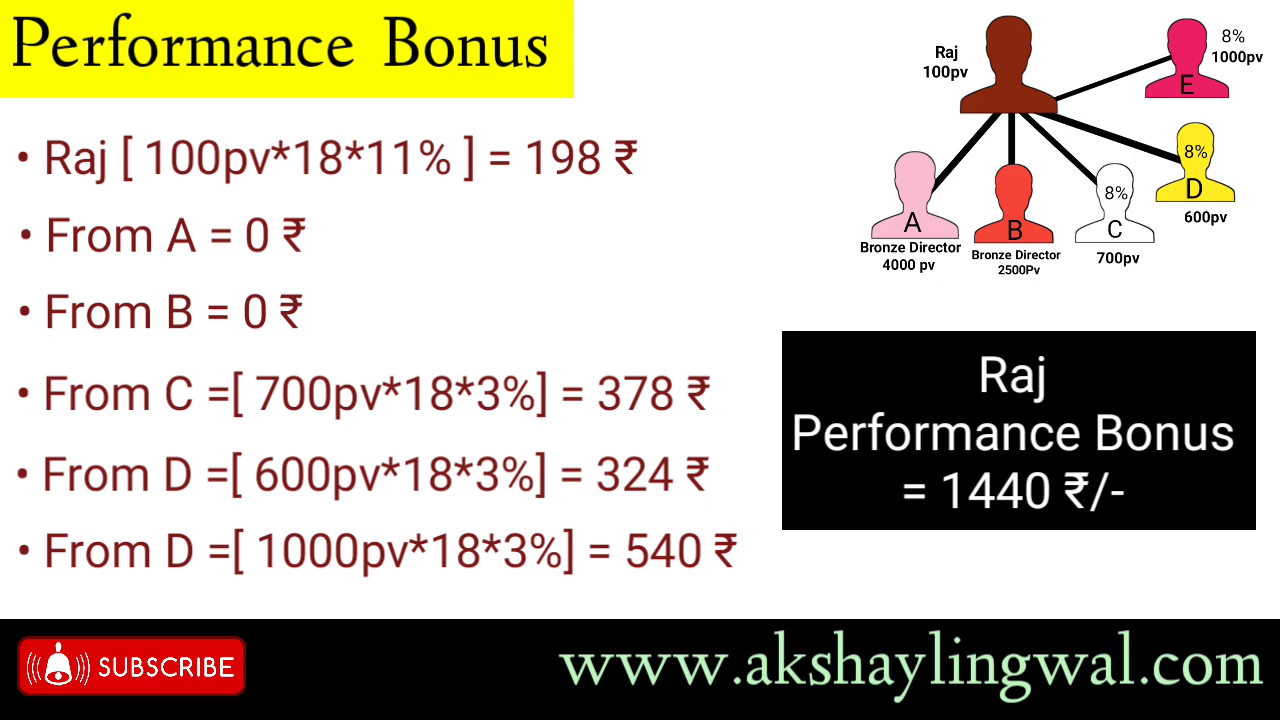 Performance Bonus
• Raj [ 100pv*18*11% ] = 198 ₹
• From A = 0 ₹
• From B = 0 ₹
• From C =[ 700pv*18*3%] = 378 ₹
• From D =[ 600pv*18*3%] = 324 ₹
• From D =[ 1000pv*18*3%] = 540 ₹
Raj
100pv
8%
1000pv
E
8%
D
600pv
A
Bronze Director
4000 pv
B
Bronze Director
2500Pv
8%
C
700pv
Raj
Performance Bonus
= 1440 ₹/-
SUBSCRIBE
www.akshaylingwal.com